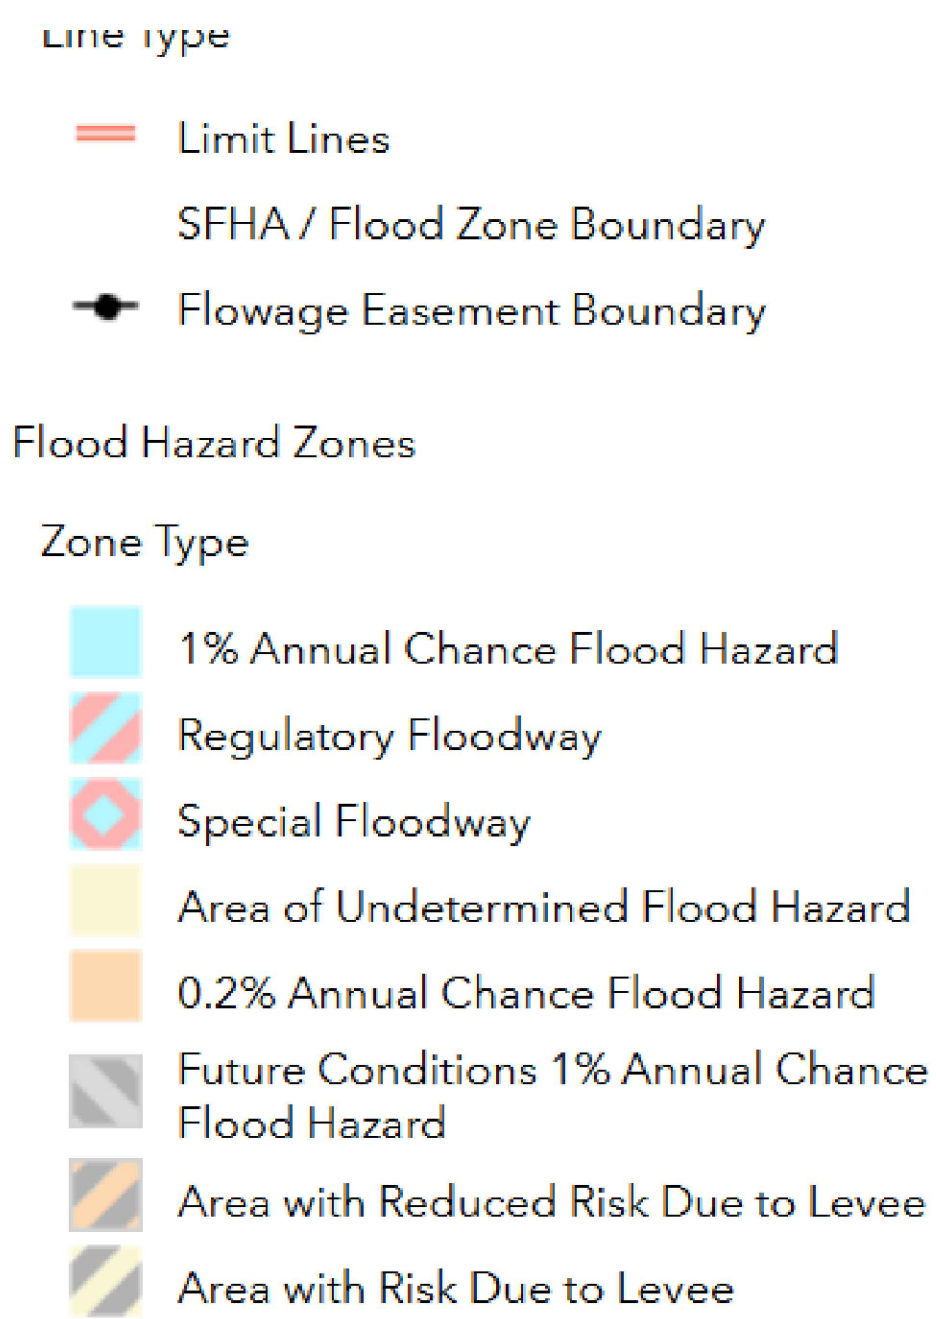 Line Type
Limit Lines
SFHA / Flood Zone Boundary
Flowage Easement Boundary
Flood Hazard Zones
Zone Type
1% Annual Chance Flood Hazard
Regulatory Floodway
Special Floodway
Area of Undetermined Flood Hazard
0.2% Annual Chance Flood Hazard
Future Conditions 1% Annual Chance
Flood Hazard
Area with Reduced Risk Due to Levee
Area with Risk Due to Levee